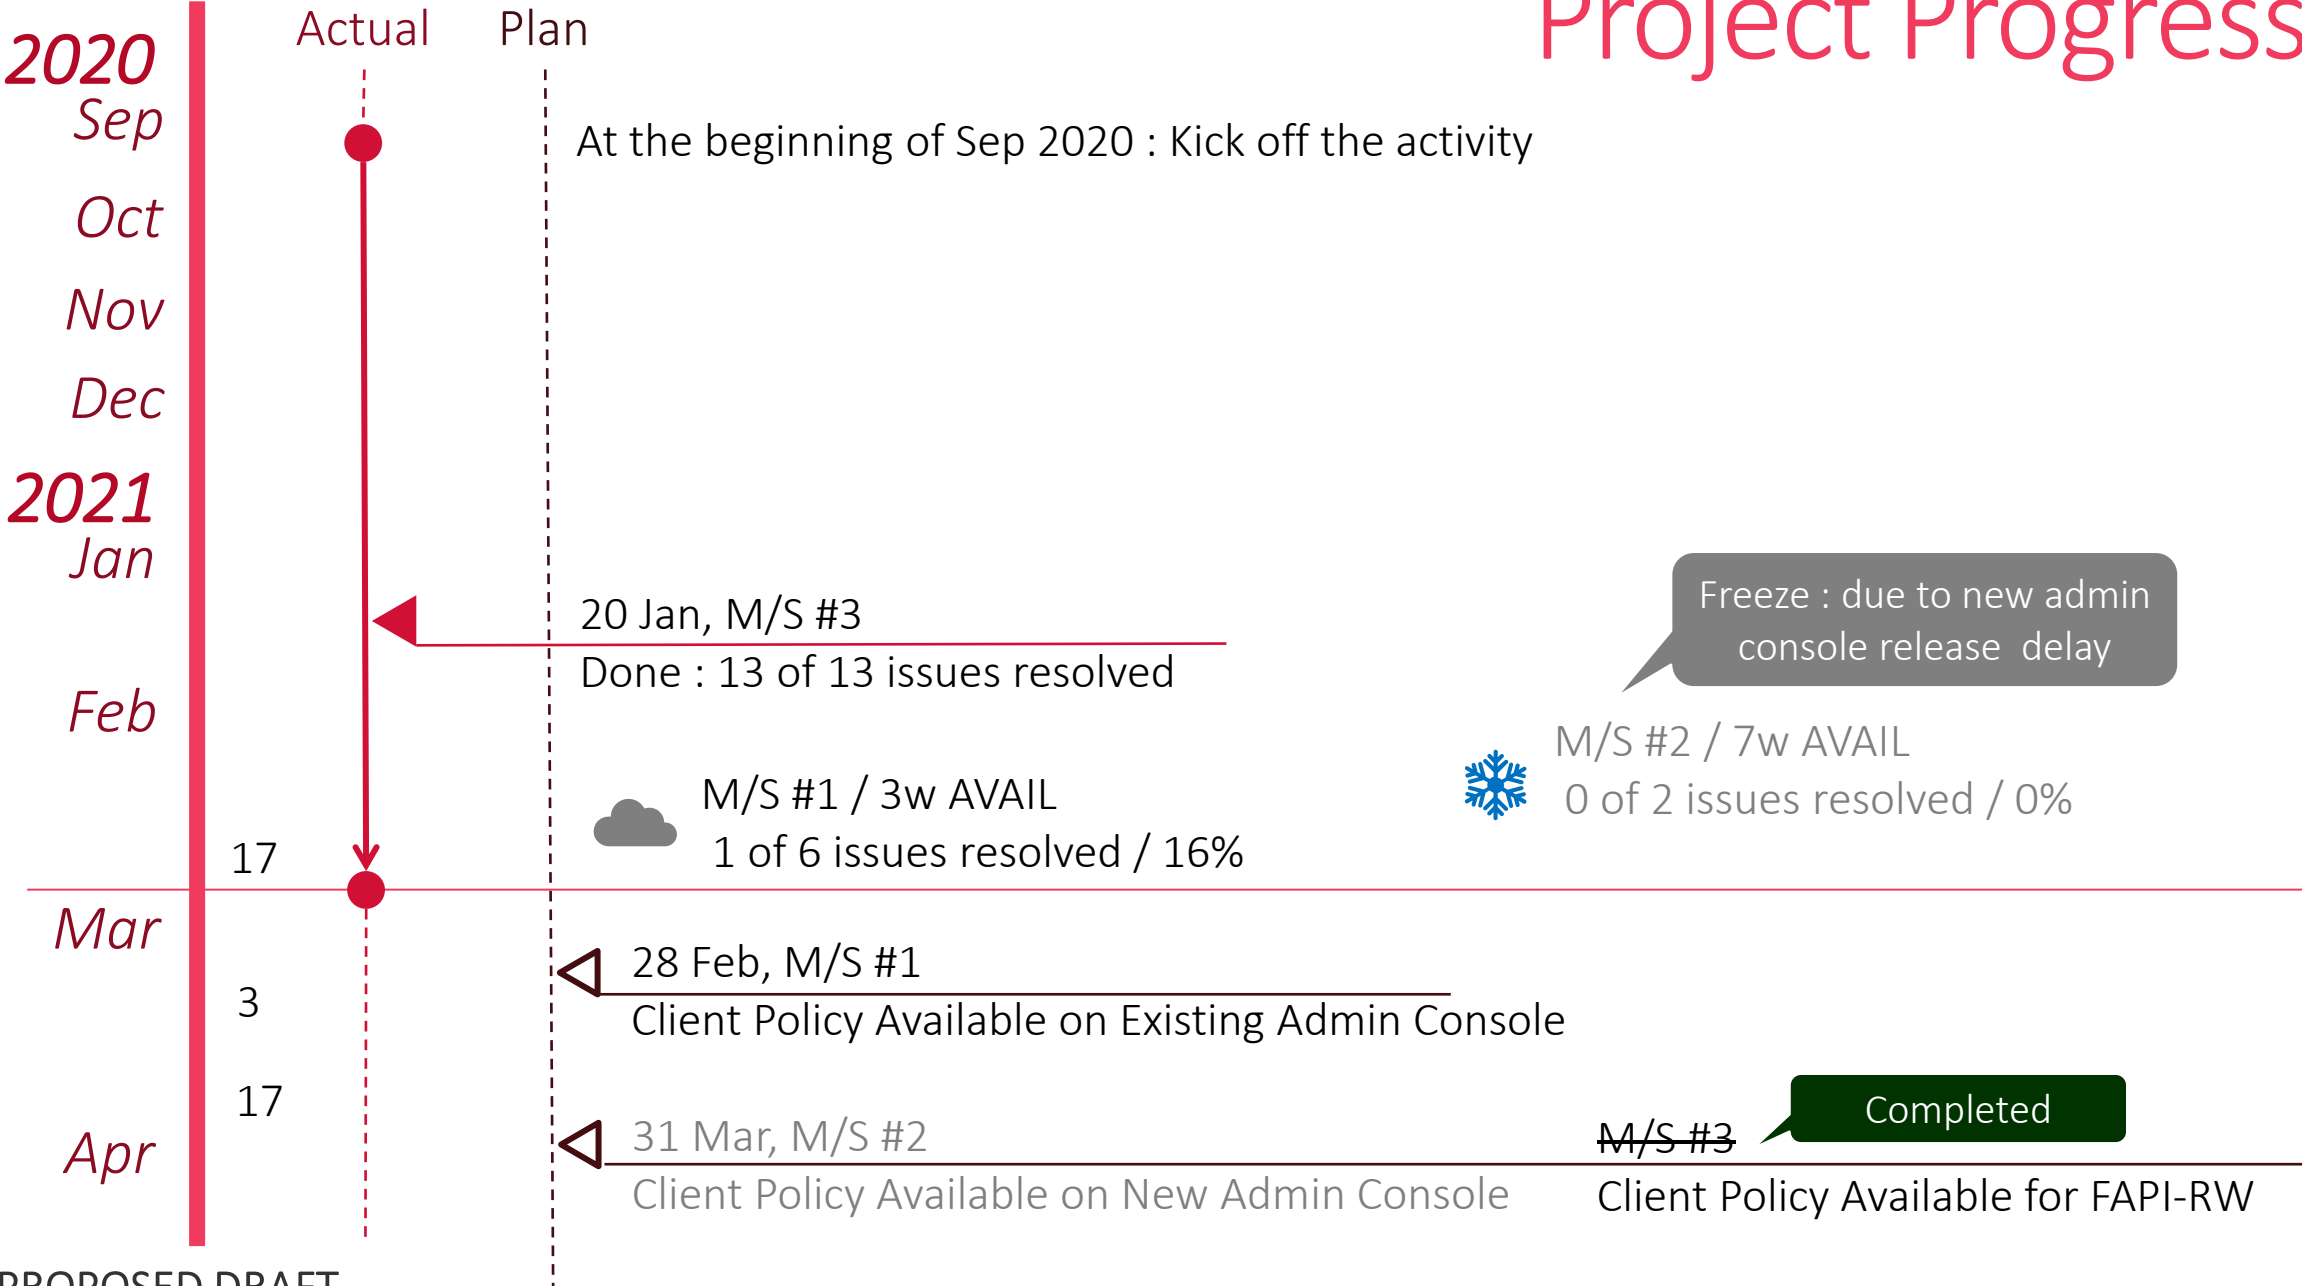 Project Progress
Actual
Plan
2020
Sep
At the beginning of Sep 2020 : Kick off the activity
Oct
Nov
Dec
2021
Jan
20 Jan, M/S #3
Done : 13 of 13 issues resolved
Freeze : due to new admin
console release delay
Feb
M/S #1 / 3w AVAIL
1 of 6 issues resolved / 16%
M/S #2 / 7w AVAIL
0 of 2 issues resolved / 0%
17
Mar
28 Feb, M/S #1
Client Policy Available on Existing Admin Console
3
17
Apr
31 Mar, M/S #2
Client Policy Available on New Admin Console
M/S #3
Completed
Client Policy Available for FAPI-RW
PROPOSED DRAFT